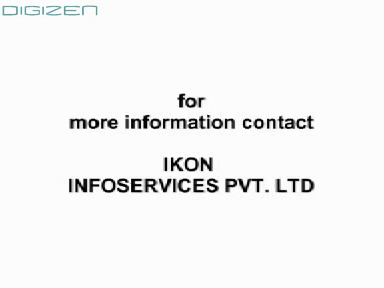 DIGIZEN
for
more information contact
IKON
INFOSERVICES PVT. LTD